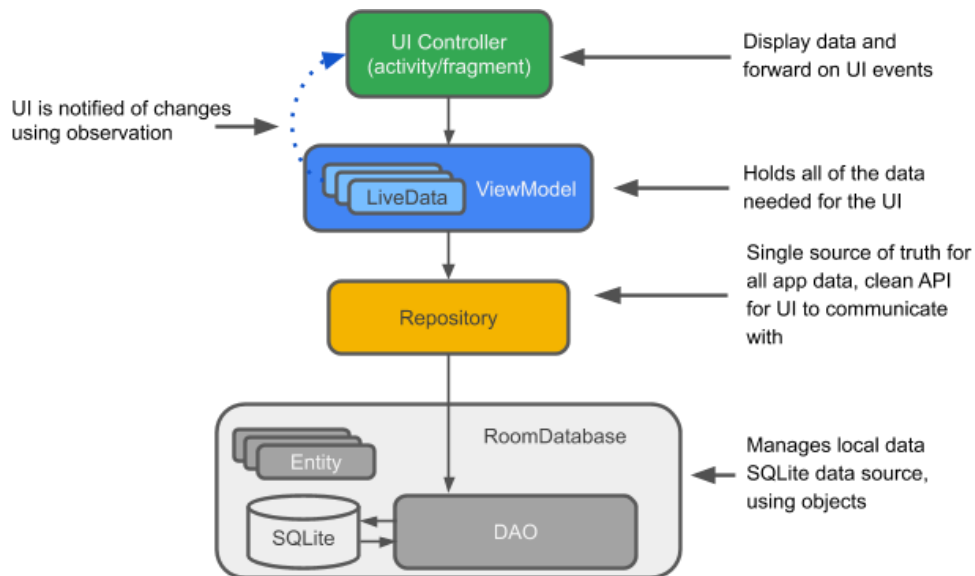 UI Controller
(activity/fragment)
Display data and
forward on UI events
UI is notified of changes
using observation
LiveData
ViewModel
Holds all of the data
needed for the UI
Single source of truth for
all app data, clean API
for UI to communicate
with
Repository
RoomDatabase
Entity
SQLite
DAO
Manages local data
SQLite data source,
using objects